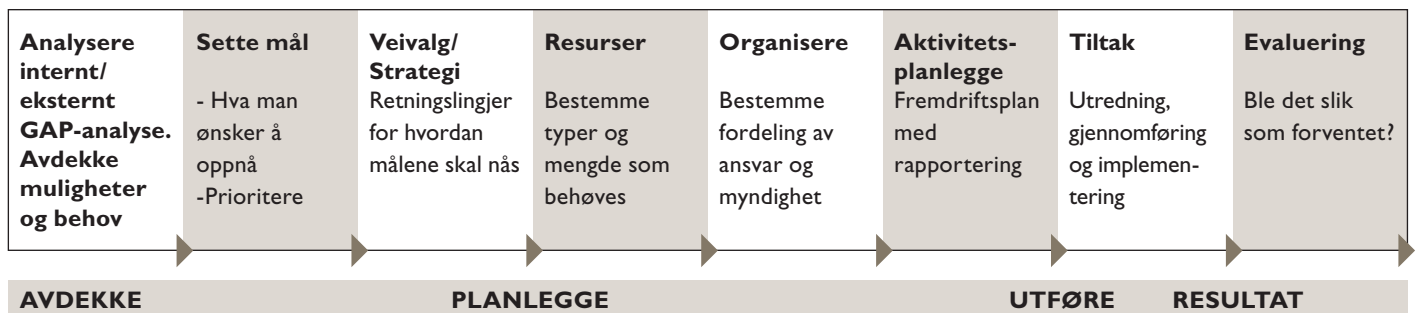 Analysere
internt/
eksternt
GAP-analyse.
Avdekke
muligheter
og behov
Sette mål
- Hva man
ønsker å
oppnå
-Prioritere
Veivalg/
Strategi
Retningslingjer
for hvordan
målene skal nås
Resurser
Bestemme
typer og
mengde som
behøves
Organisere
Bestemme
fordeling av
ansvar og
myndighet
Aktivitets-
planlegge
Fremdriftsplan
med
rapportering
Tiltak
Utredning,
gjennomføring
og implemen-
tering
Evaluering
Ble det slik
som forventet?
AVDEKKE PLANLEGGE UTFØRE RESULTAT